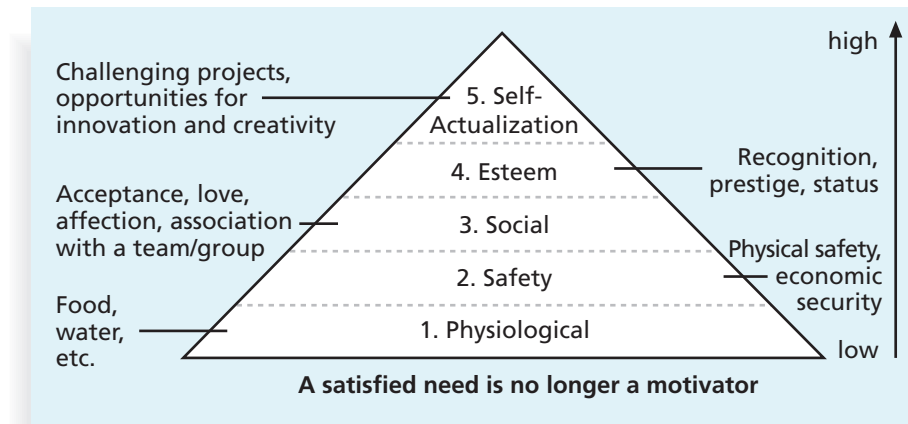 high
Challenging projects,
opportunities for
innovation and creativity
5. Self-
Actualization
4. Esteem
Recognition,
prestige, status
Acceptance, love,
affection, association
with a team/group
3. Social
2. Safety
Physical safety,
economic
security
Food,
water,
etc.
1. Physiological
low
A satisfied need is no longer a motivator